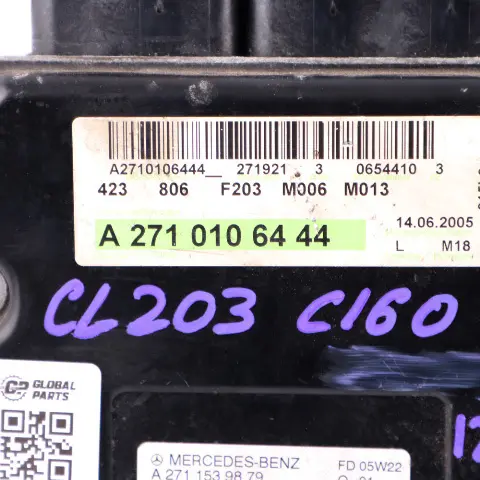 A2710106444__ 271921 3 0654410 3
423 806 F203 M006 M013
A 271 010 64 44
14.06.2005
L M18
CL203 C160
GP GLOBAL PARTS
MERCEDES-BENZ FD 05W22
A 271 153 98 79